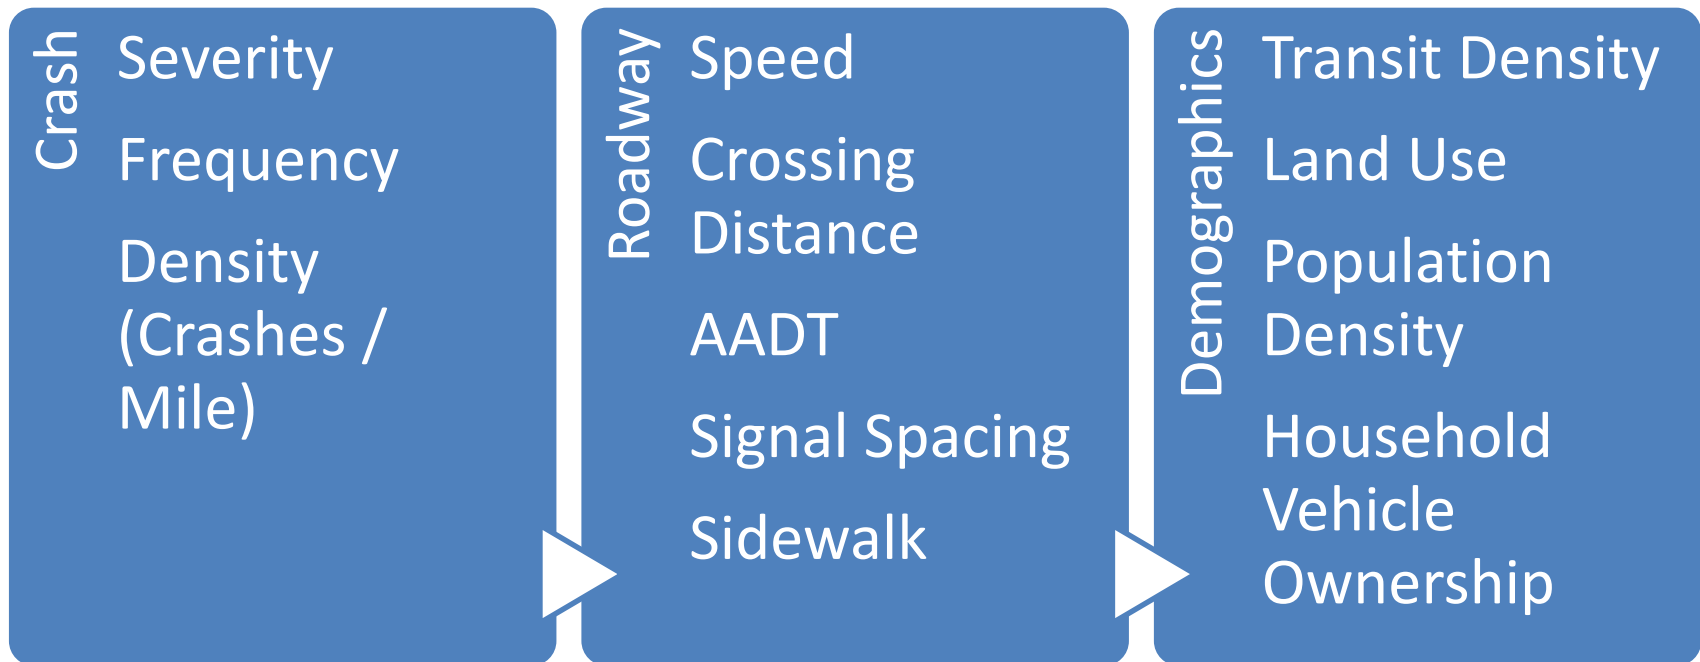 Crash
Severity
Frequency
Density
(Crashes /
Mile)
Roadway
Speed
Crossing
Distance
AADT
Signal Spacing
Sidewalk
Demographics
Transit Density
Land Use
Population
Density
Household
Vehicle
Ownership